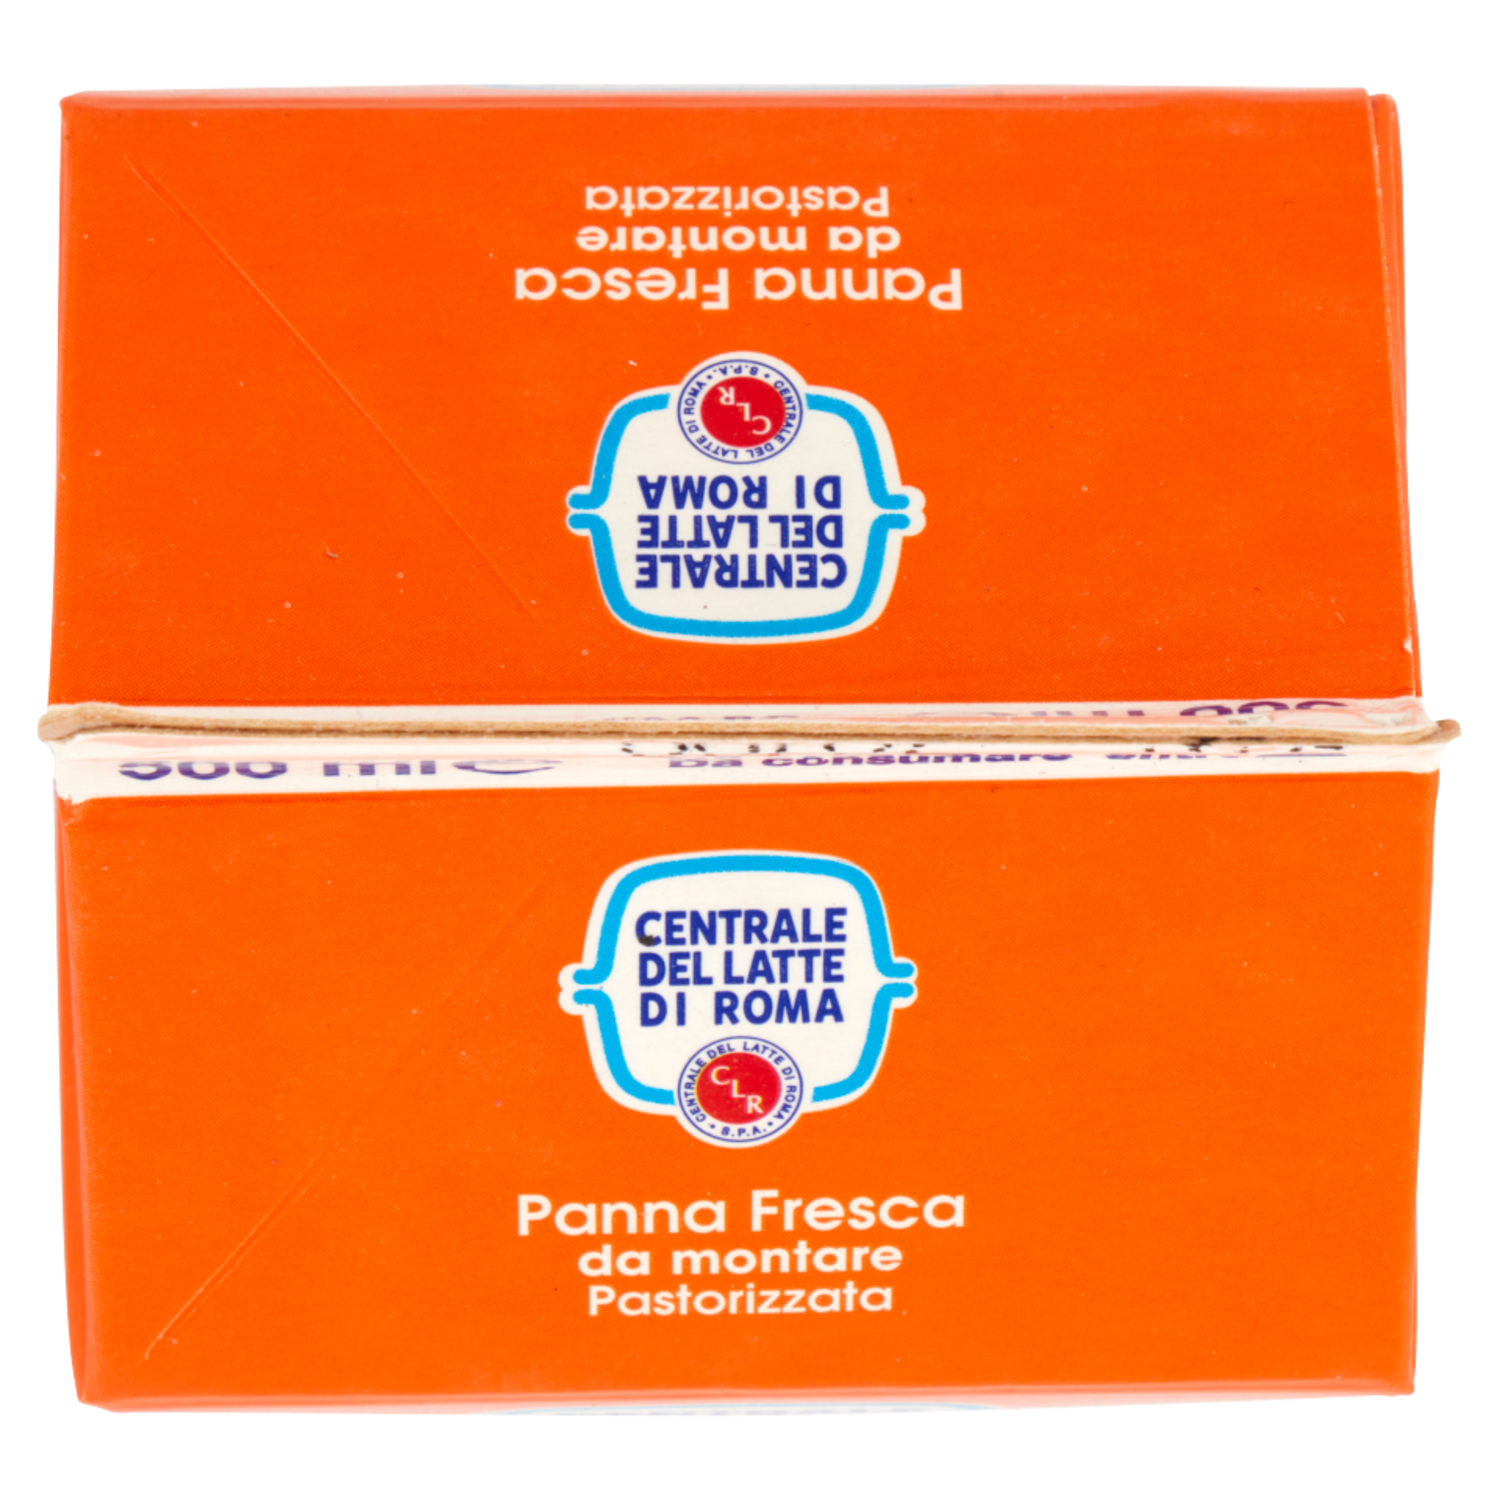 Panna Fresca
da montare
Pastorizzata
CENTRALE
DEL LATTE
DI ROMA
CENTRALE DEL LATTE DI ROMA • S.P.A. •
CLR
500 ml e
Da consumare
CENTRALE
DEL LATTE
DI ROMA
CENTRALE DEL LATTE DI ROMA • S.P.A. •
CLR
Panna Fresca
da montare
Pastorizzata